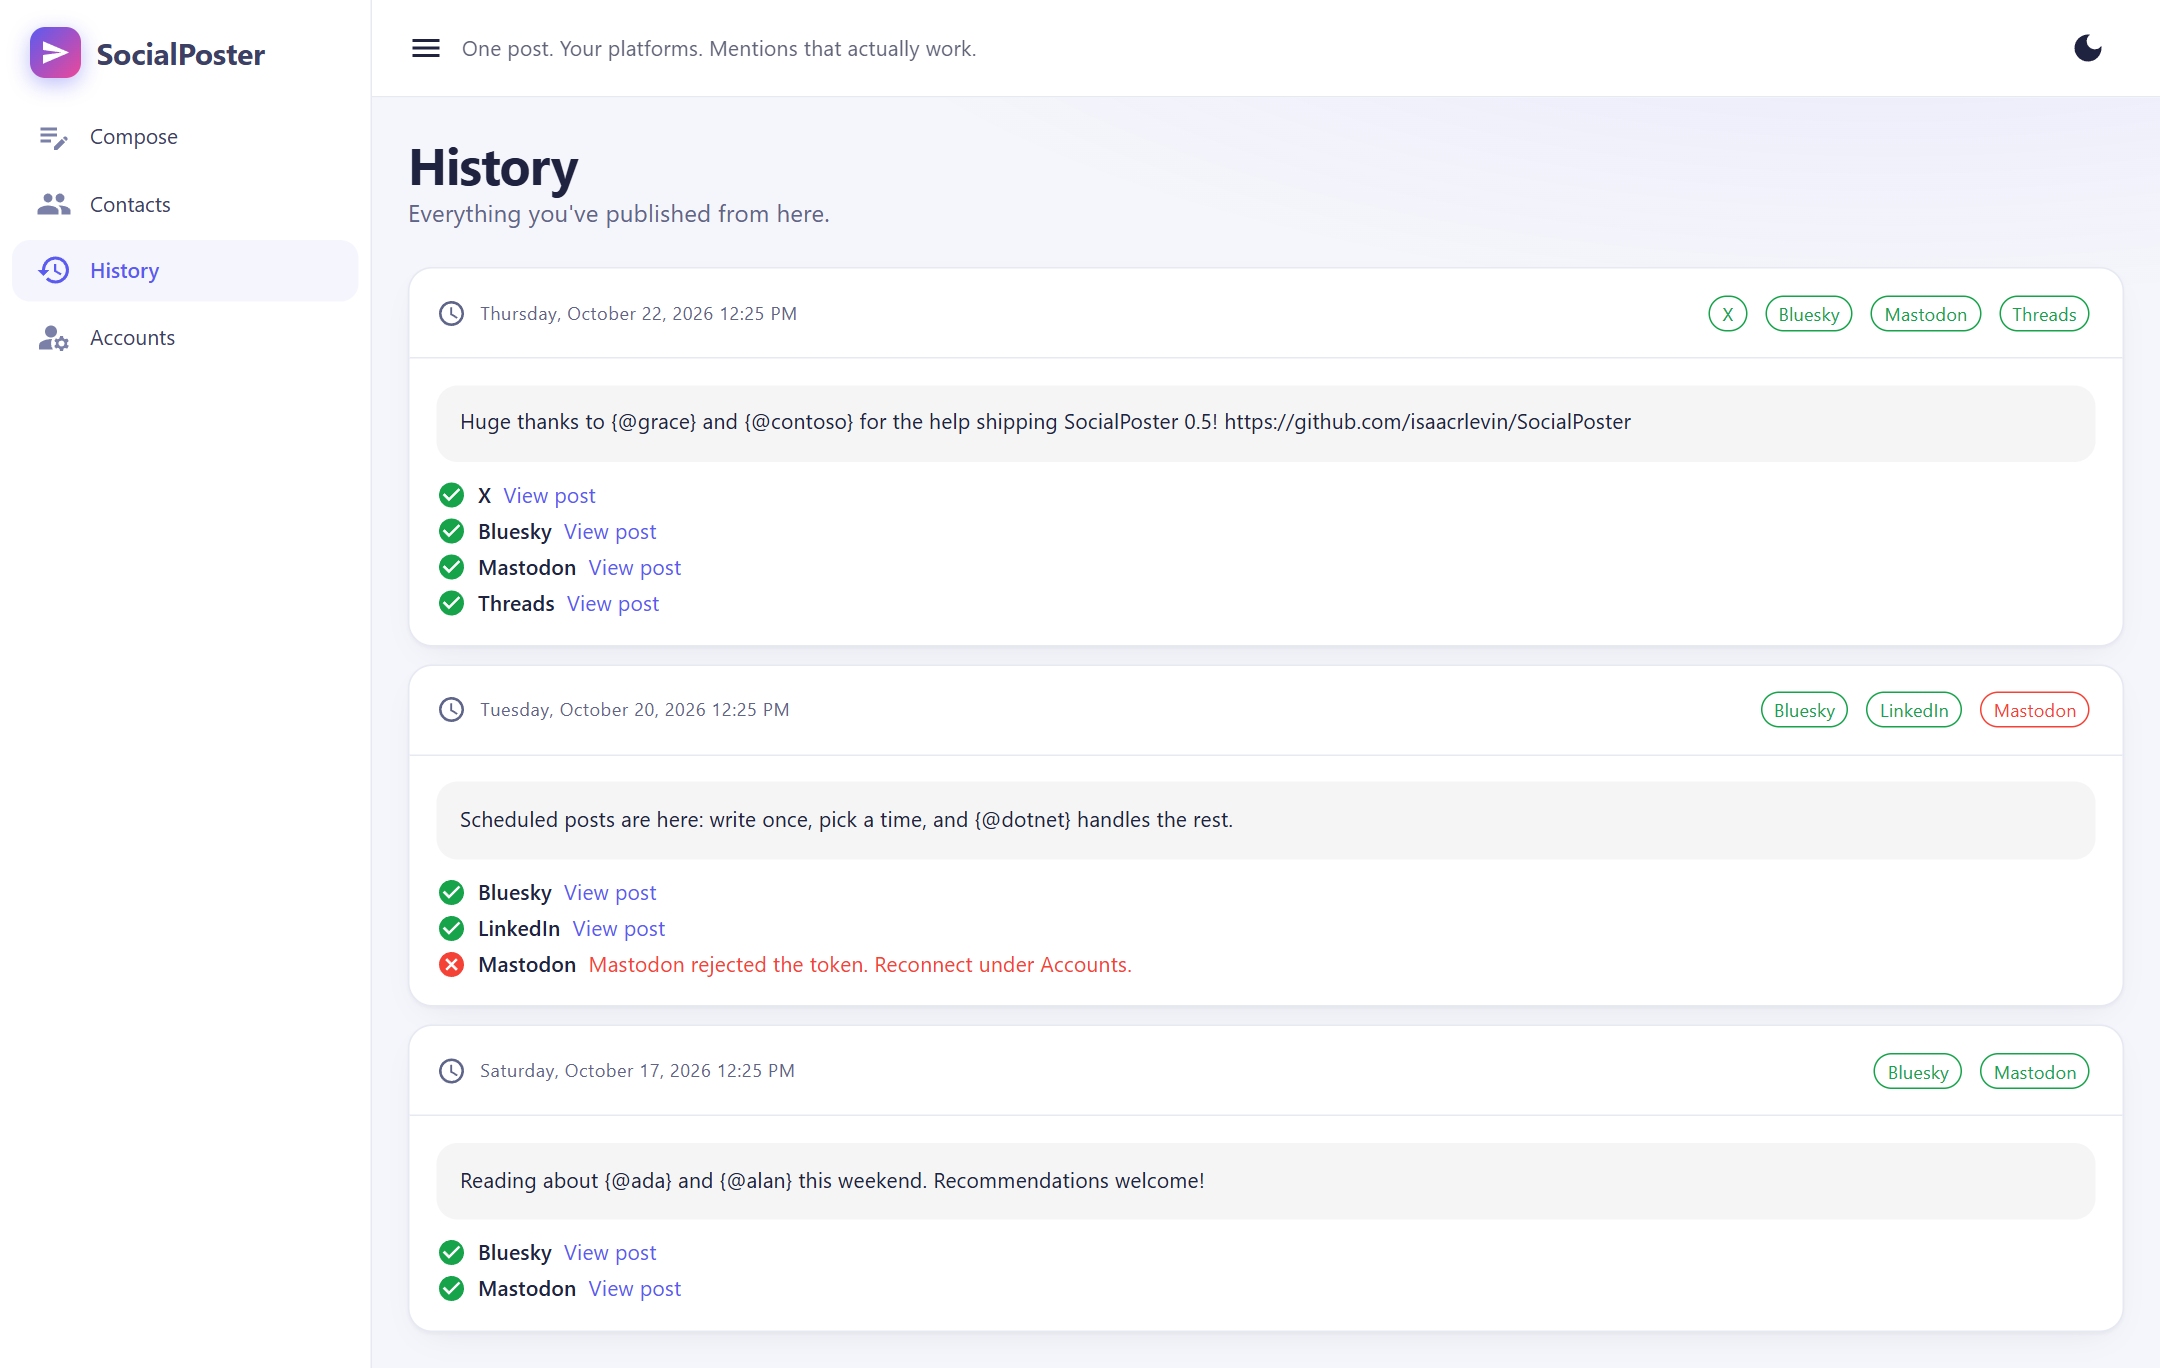 SocialPoster
One post. Your platforms. Mentions that actually work.
Compose
Contacts
History
Accounts
History
Everything you've published from here.
Thursday, October 22, 2026 12:25 PM
X Bluesky Mastodon Threads
Huge thanks to {@grace} and {@contoso} for the help shipping SocialPoster 0.5! https://github.com/isaacrlevin/SocialPoster
X View post
Bluesky View post
Mastodon View post
Threads View post
Tuesday, October 20, 2026 12:25 PM
Bluesky LinkedIn Mastodon
Scheduled posts are here: write once, pick a time, and {@dotnet} handles the rest.
Bluesky View post
LinkedIn View post
Mastodon Mastodon rejected the token. Reconnect under Accounts.
Saturday, October 17, 2026 12:25 PM
Bluesky Mastodon
Reading about {@ada} and {@alan} this weekend. Recommendations welcome!
Bluesky View post
Mastodon View post